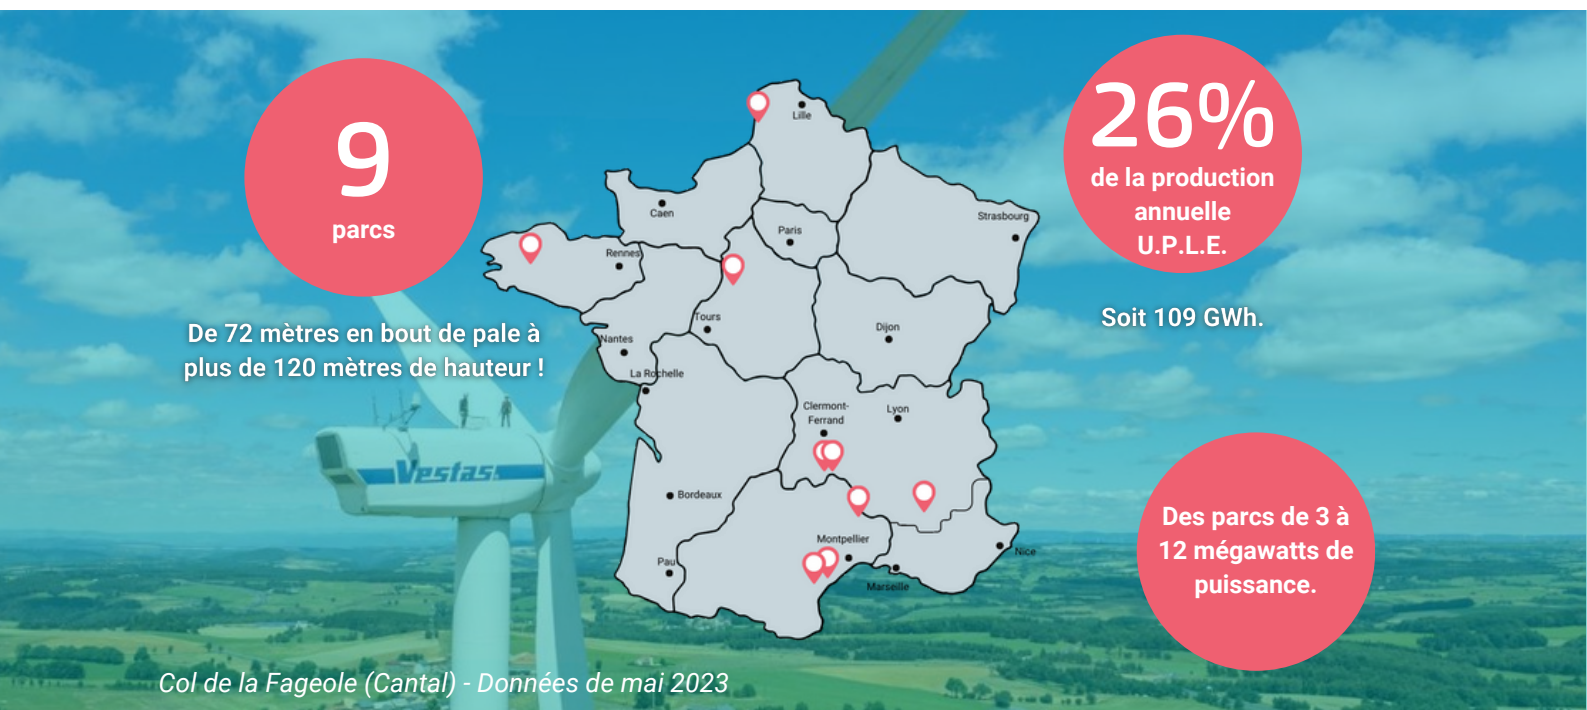 9
parcs
De 72 mètres en bout de pale à
plus de 120 mètres de hauteur !
26%
de la production
annuelle
U.P.L.E.
Soit 109 GWh.
Des parcs de 3 à
12 mégawatts de
puissance.
Lille
Caen
Paris
Strasbourg
Rennes
Tours
Nantes
Dijon
La Rochelle
Clermont-
Ferrand
Lyon
Bordeaux
Montpellier
Pau
Nice
Marseille
Vestas
Col de la Fageole (Cantal) - Données de mai 2023